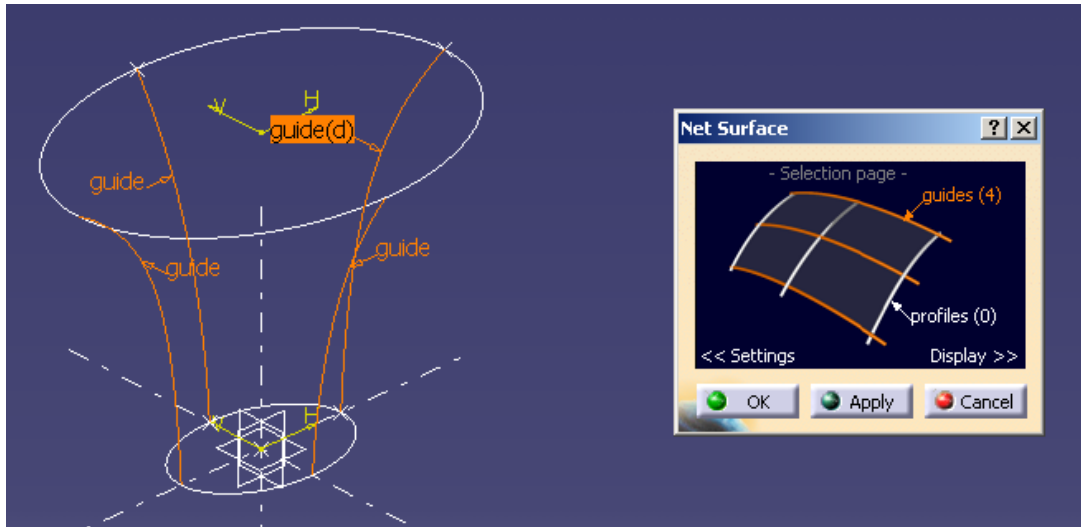 V
H
guide(d)
guide
guide
guide
V
H
Net Surface
- Selection page -
guides (4)
profiles (0)
<< Settings
Display >>
OK
Apply
Cancel